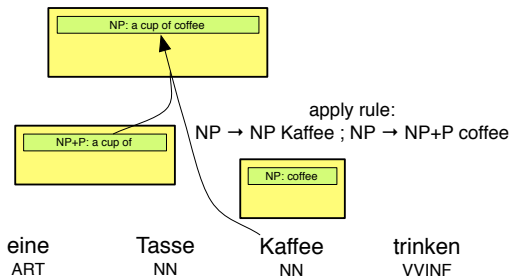 NP: a cup of coffee
apply rule:
NP → NP Kaffee ; NP → NP+P coffee
NP+P: a cup of
NP: coffee
eine Tasse Kaffee trinken
ART NN NN VVINF